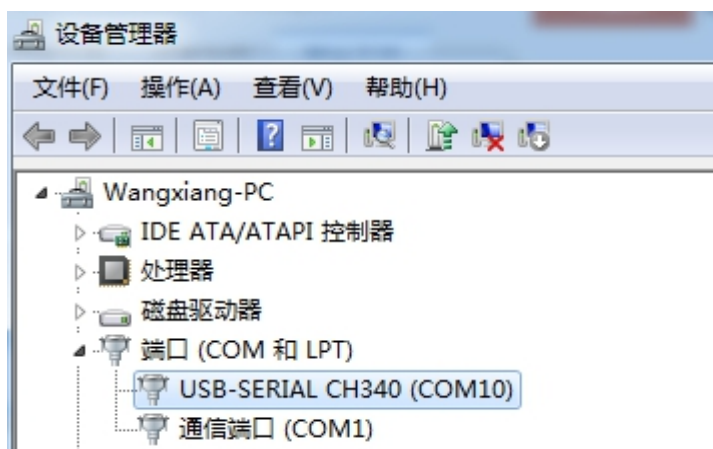 设备管理器
文件(F) 操作(A) 查看(V) 帮助(H)
Wangxiang-PC
IDE ATA/ATAPI 控制器
处理器
磁盘驱动器
端口 (COM 和 LPT)
USB-SERIAL CH340 (COM10)
通信端口 (COM1)